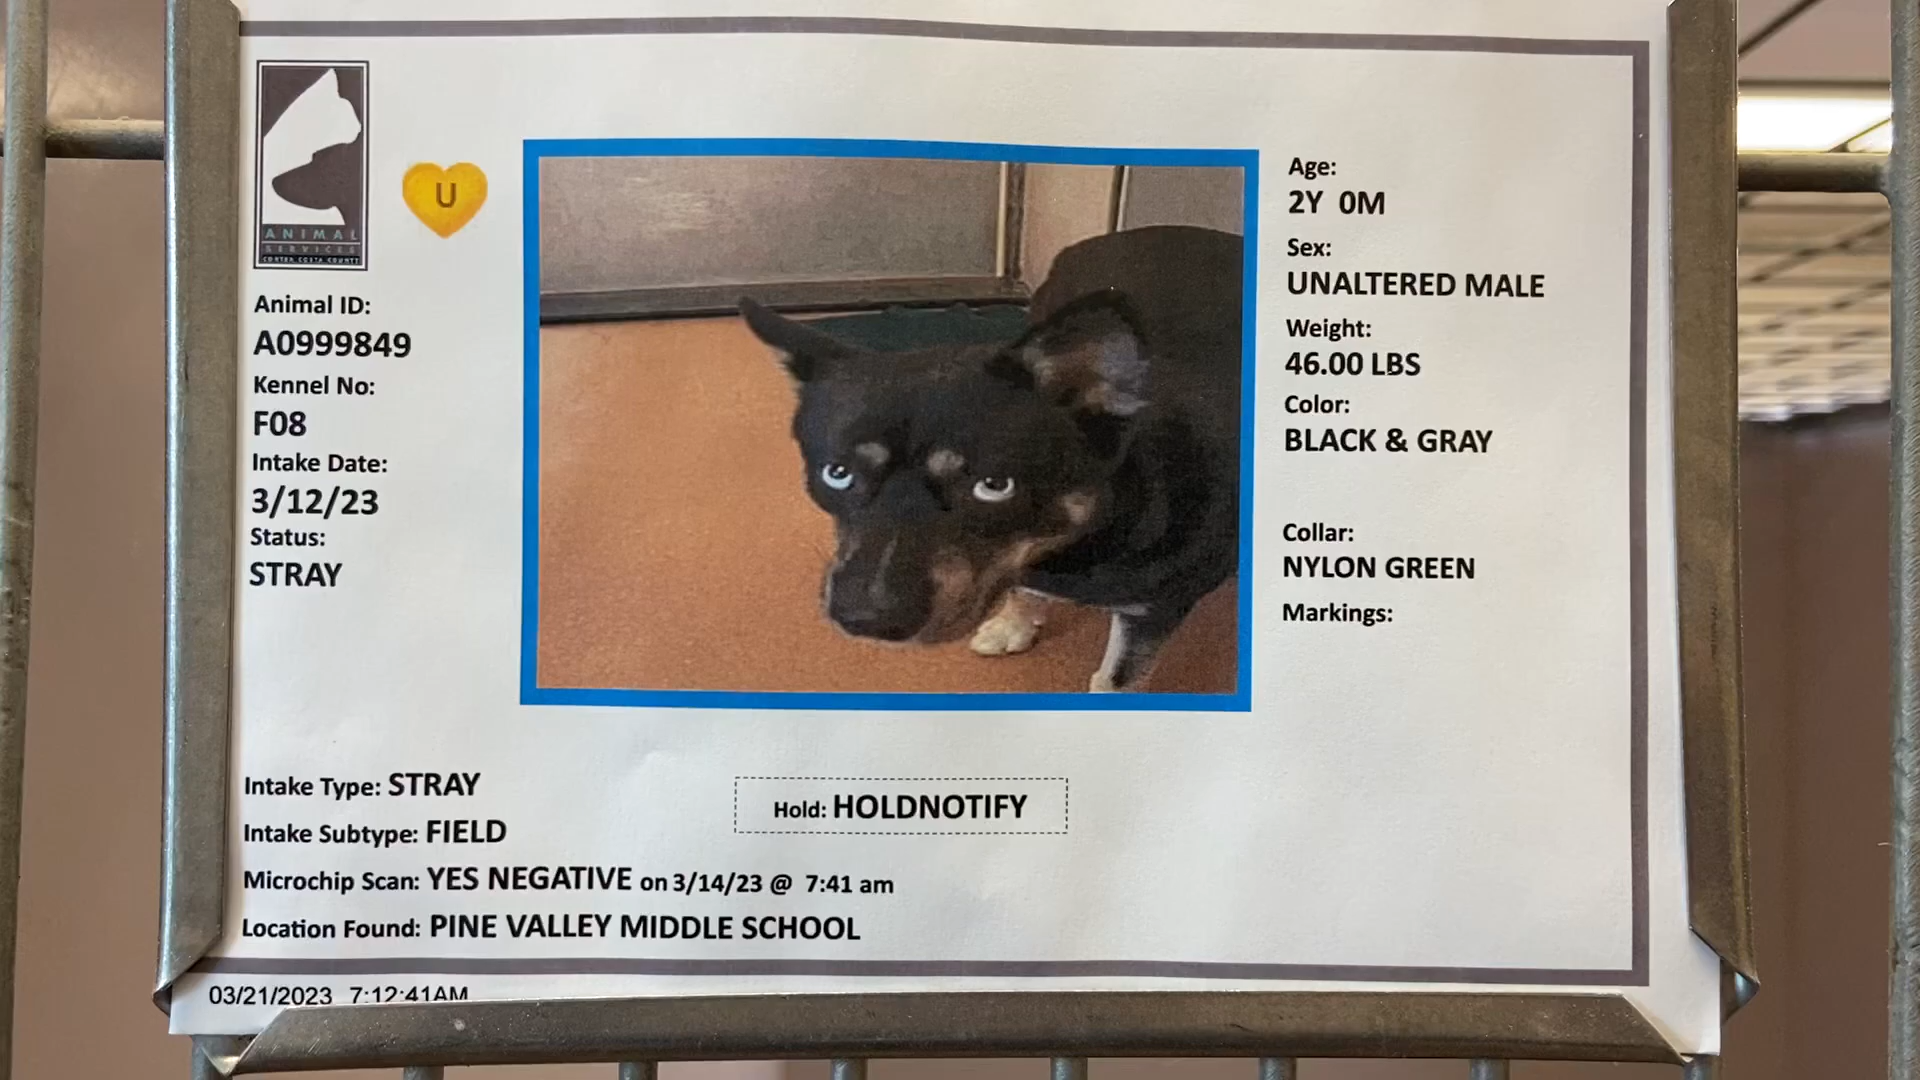 ANIMAL
SERVICES
CONTRA COSTA COUNTY
U
Animal ID:
A0999849
Kennel No:
F08
Intake Date:
3/12/23
Status:
STRAY
Age:
2Y 0M
Sex:
UNALTERED MALE
Weight:
46.00 LBS
Color:
BLACK & GRAY
Collar:
NYLON GREEN
Markings:
Intake Type: STRAY
Intake Subtype: FIELD
Microchip Scan: YES NEGATIVE on 3/14/23 @ 7:41 am
Location Found: PINE VALLEY MIDDLE SCHOOL
Hold: HOLDNOTIFY
03/21/2023 7:12:41AM